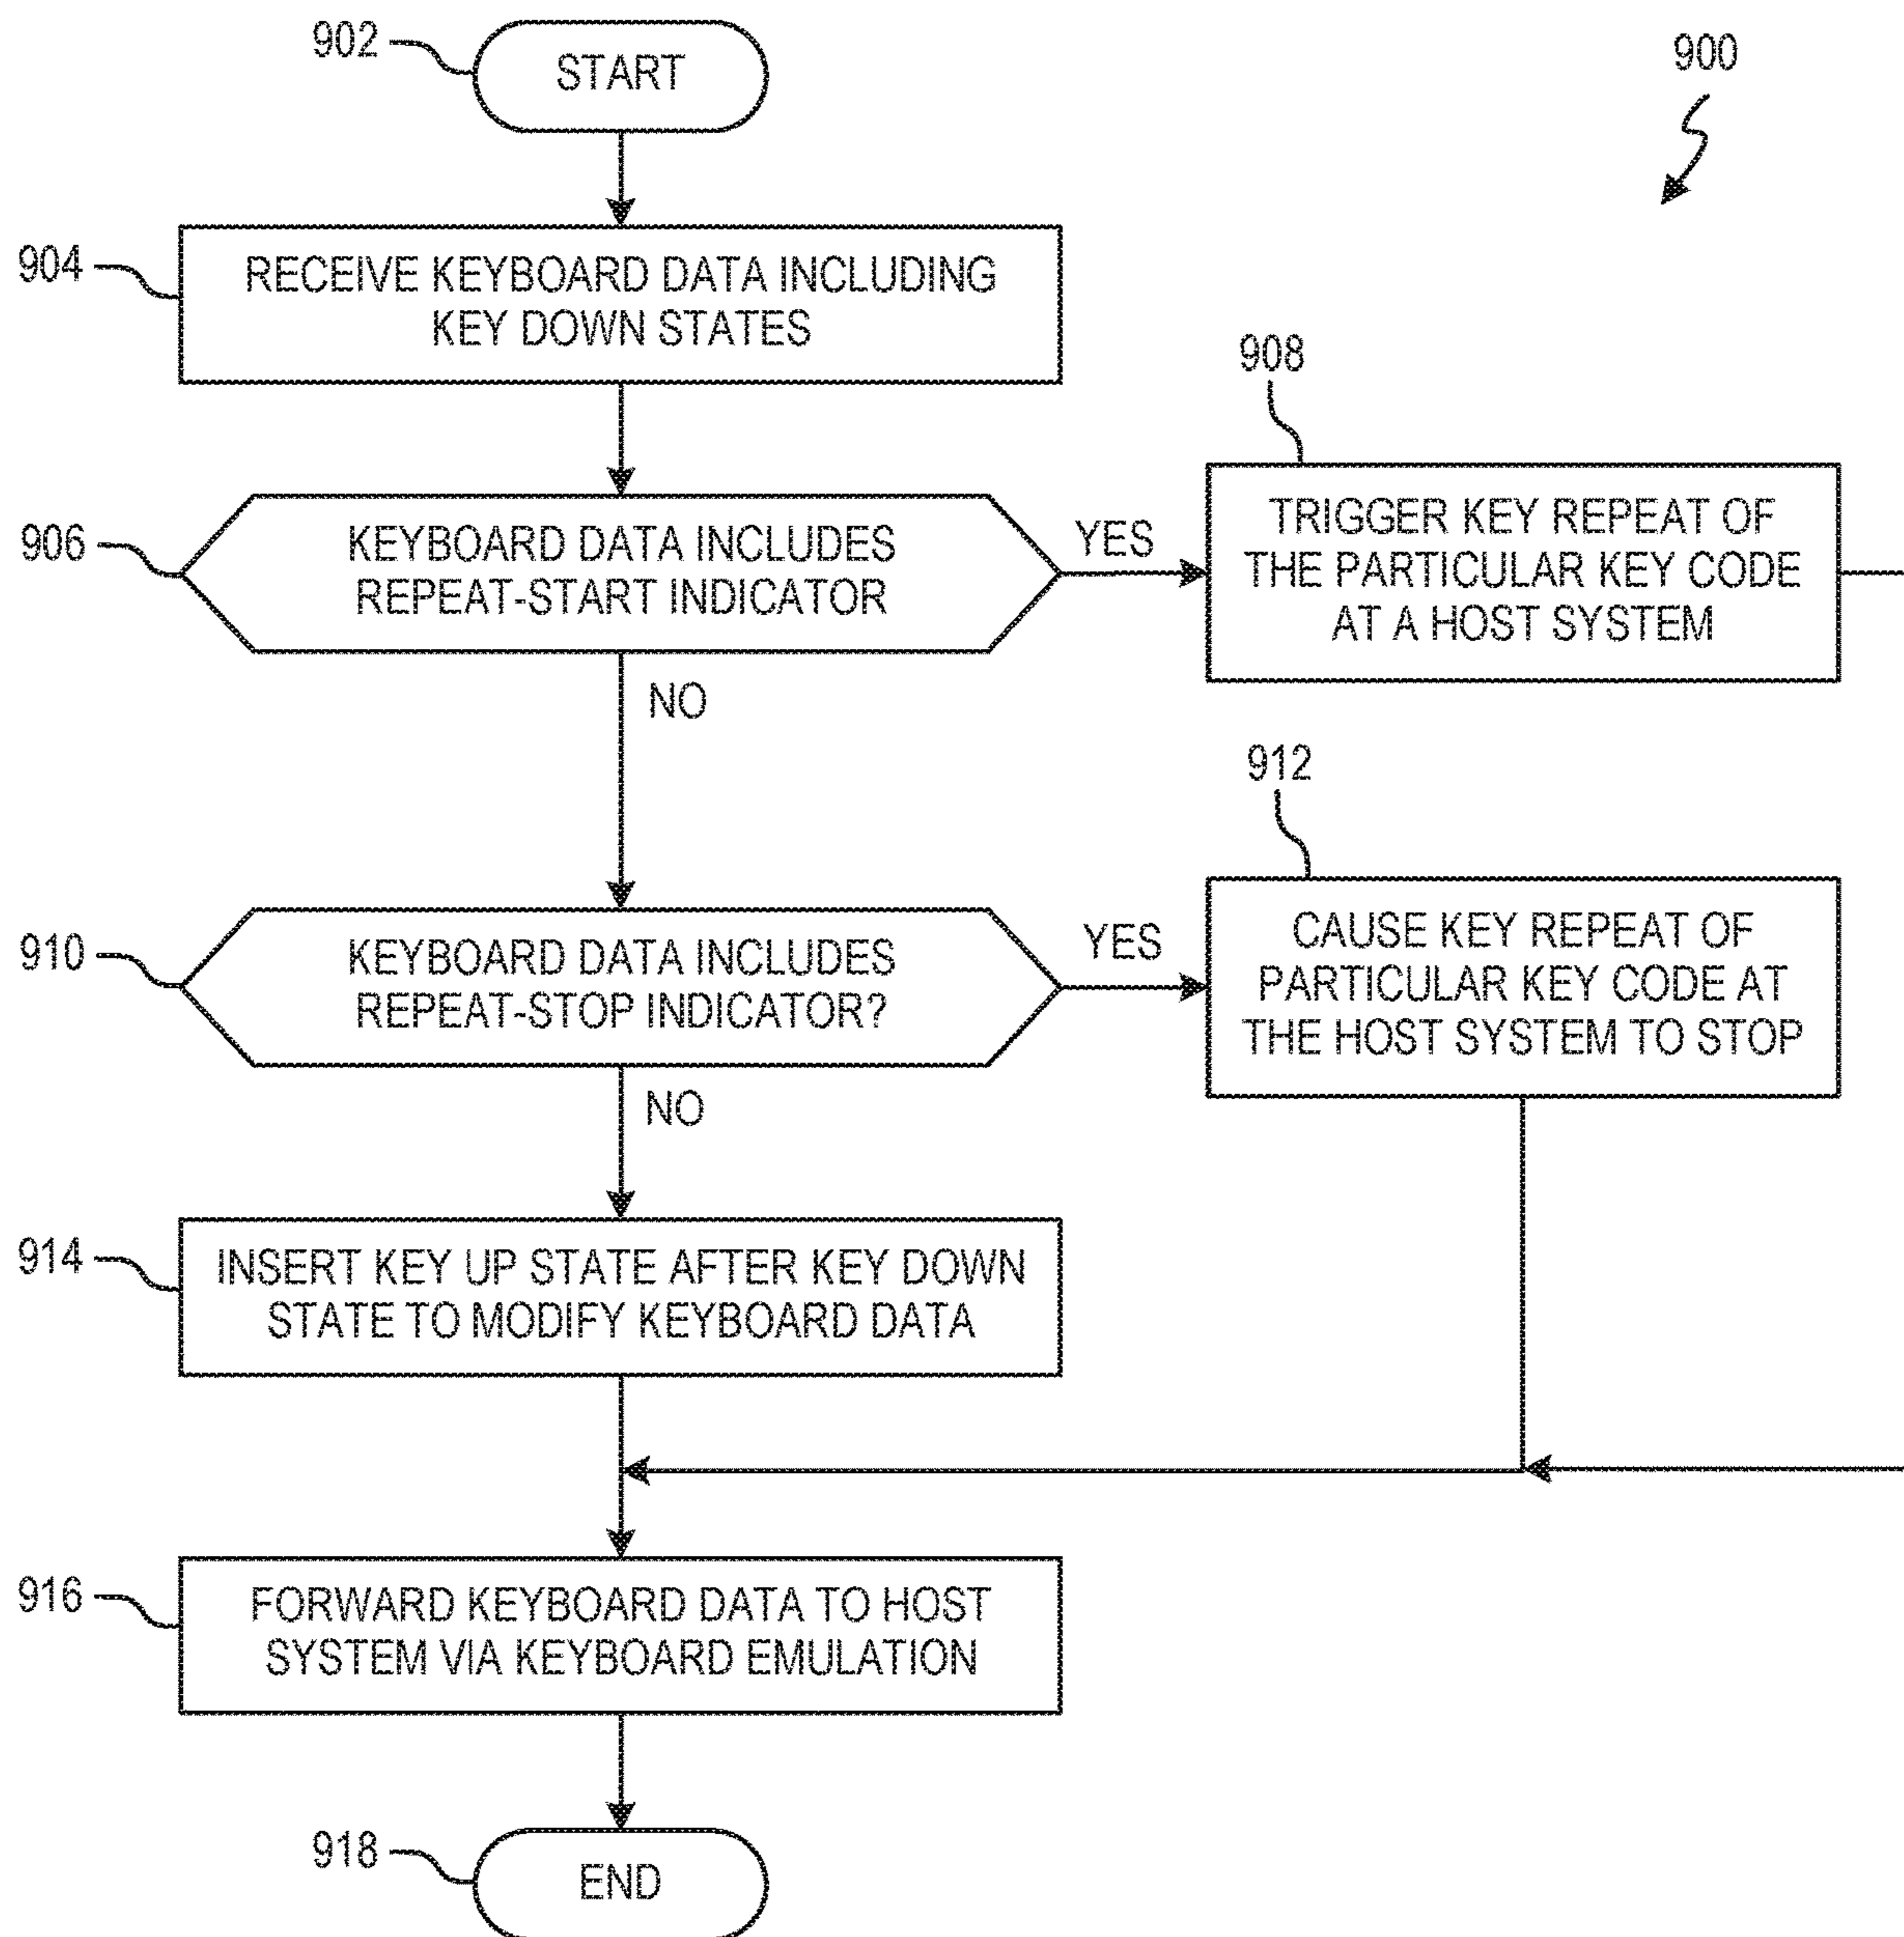 902
START
900
904
RECEIVE KEYBOARD DATA INCLUDING
KEY DOWN STATES
906
KEYBOARD DATA INCLUDES
REPEAT-START INDICATOR
YES
908
TRIGGER KEY REPEAT OF
THE PARTICULAR KEY CODE
AT A HOST SYSTEM
NO
910
KEYBOARD DATA INCLUDES
REPEAT-STOP INDICATOR?
YES
912
CAUSE KEY REPEAT OF
PARTICULAR KEY CODE AT
THE HOST SYSTEM TO STOP
NO
914
INSERT KEY UP STATE AFTER KEY DOWN
STATE TO MODIFY KEYBOARD DATA
916
FORWARD KEYBOARD DATA TO HOST
SYSTEM VIA KEYBOARD EMULATION
918
END